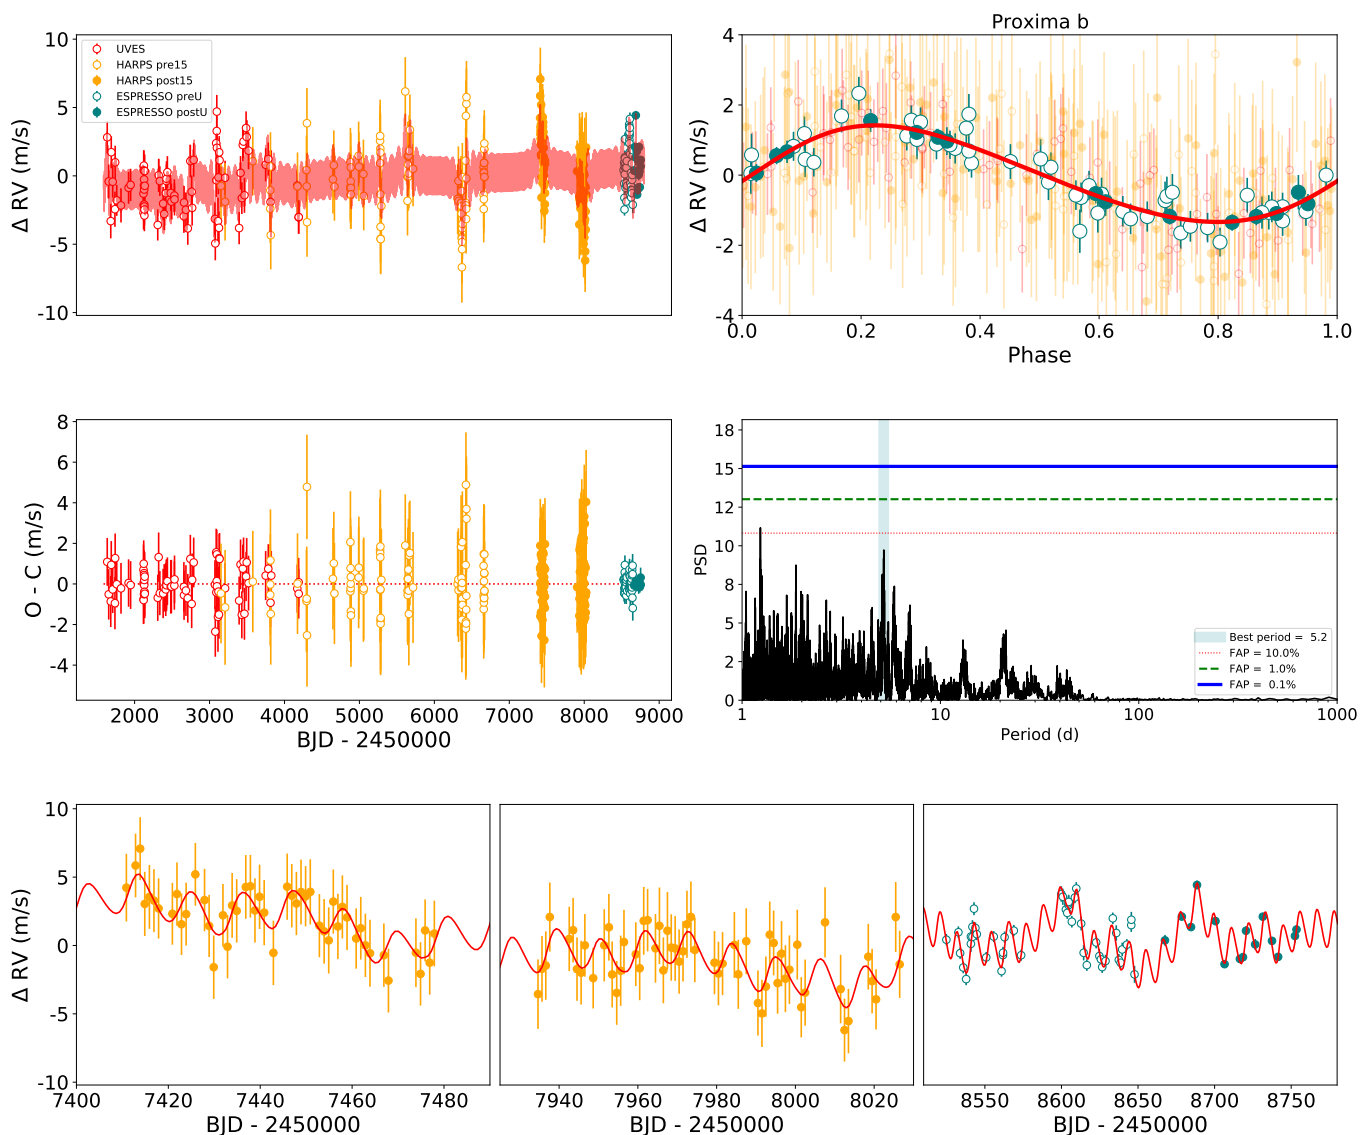 10
5
0
-5
-10
Δ RV (m/s)
UVES
HARPS pre15
HARPS post15
ESPRESSO preU
ESPRESSO postU
Proxima b
4
2
0
-2
-4
Δ RV (m/s)
0.0 0.2 0.4 0.6 0.8 1.0
Phase
8
6
4
2
0
-2
-4
O - C (m/s)
2000 3000 4000 5000 6000 7000 8000 9000
BJD - 2450000
18
15
12
10
8
5
2
0
PSD
Best period = 5.2
FAP = 10.0%
FAP = 1.0%
FAP = 0.1%
1 10 100 1000
Period (d)
10
5
0
-5
-10
Δ RV (m/s)
7400 7420 7440 7460 7480
BJD - 2450000
7940 7960 7980 8000 8020
BJD - 2450000
8550 8600 8650 8700 8750
BJD - 2450000